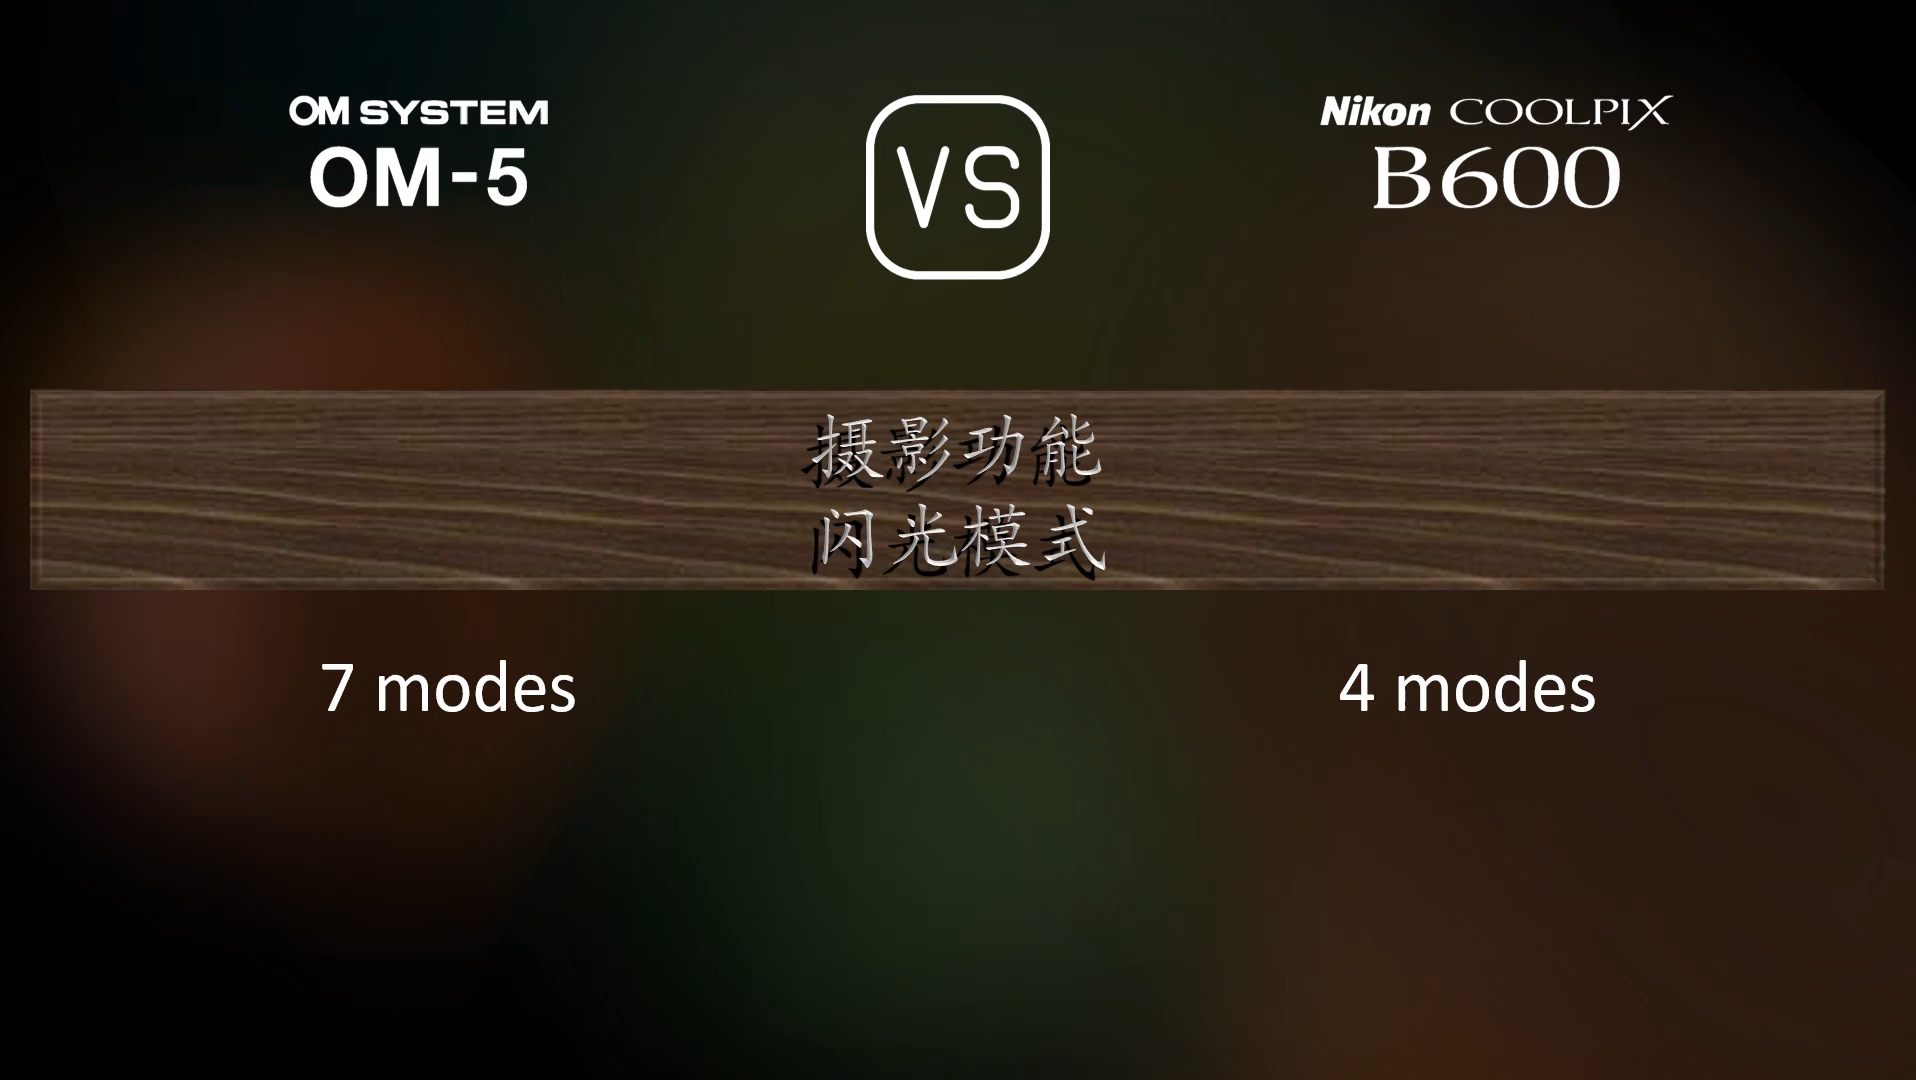 OM SYSTEM
OM-5
VS
Nikon COOLPIX
B600
摄影功能
闪光模式
7 modes
4 modes